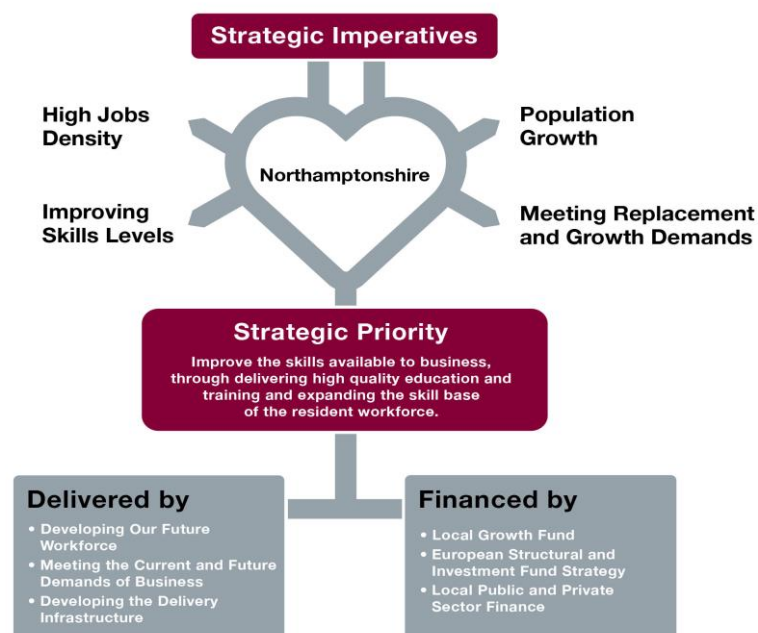 Strategic Imperatives
High Jobs
Density
Population
Growth
Northamptonshire
Improving
Skills Levels
Meeting Replacement
and Growth Demands
Strategic Priority
Improve the skills available to business,
through delivering high quality education and
training and expanding the skill base
of the resident workforce.
Delivered by
• Developing Our Future
Workforce
• Meeting the Current and Future
Demands of Business
• Developing the Delivery
Infrastructure
Financed by
• Local Growth Fund
• European Structural and
Investment Fund Strategy
• Local Public and Private
Sector Finance